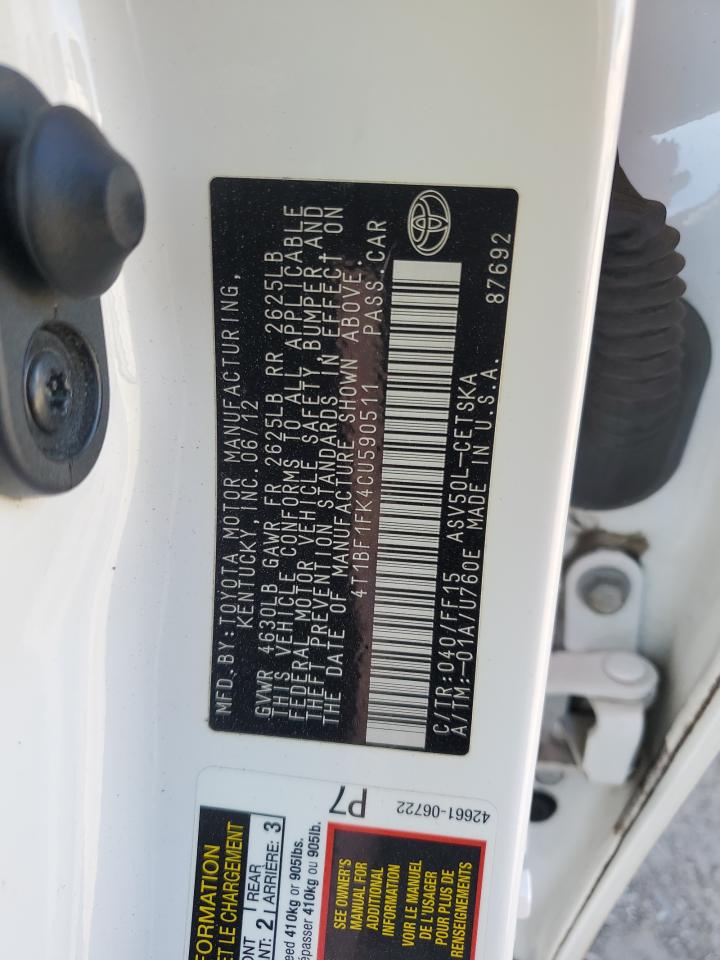 MFD.BY:TOYOTA MOTOR MANUFACTURING,
KENTUCKY, INC. 06/12
GVWR 4630LB GAWR FR 2625LB RR 2625LB
THIS VEHICLE CONFORMS TO ALL APPLICABLE
FEDERAL MOTOR VEHICLE SAFETY, BUMPER, AND
THEFT PREVENTION STANDARDS IN EFFECT ON
THE DATE OF MANUFACTURE SHOWN ABOVE.
4T1BF1FK4CU590511 PASS.CAR
C/TR:040/FF15 ASV50L-CETSKA
A/TM:-01A/U760E MADE IN U.S.A. 87692
P7
42661-06722
ET LE CHARGEMENT
2 REAR
ARRIÈRE: 3
410kg or 905lbs.
410kg ou 905lb.
SEE OWNER'S
MANUAL FOR
ADDITIONAL
INFORMATION
VOIR LE MANUEL
DE L'USAGER
POUR PLUS DE
RENSEIGNEMENTS